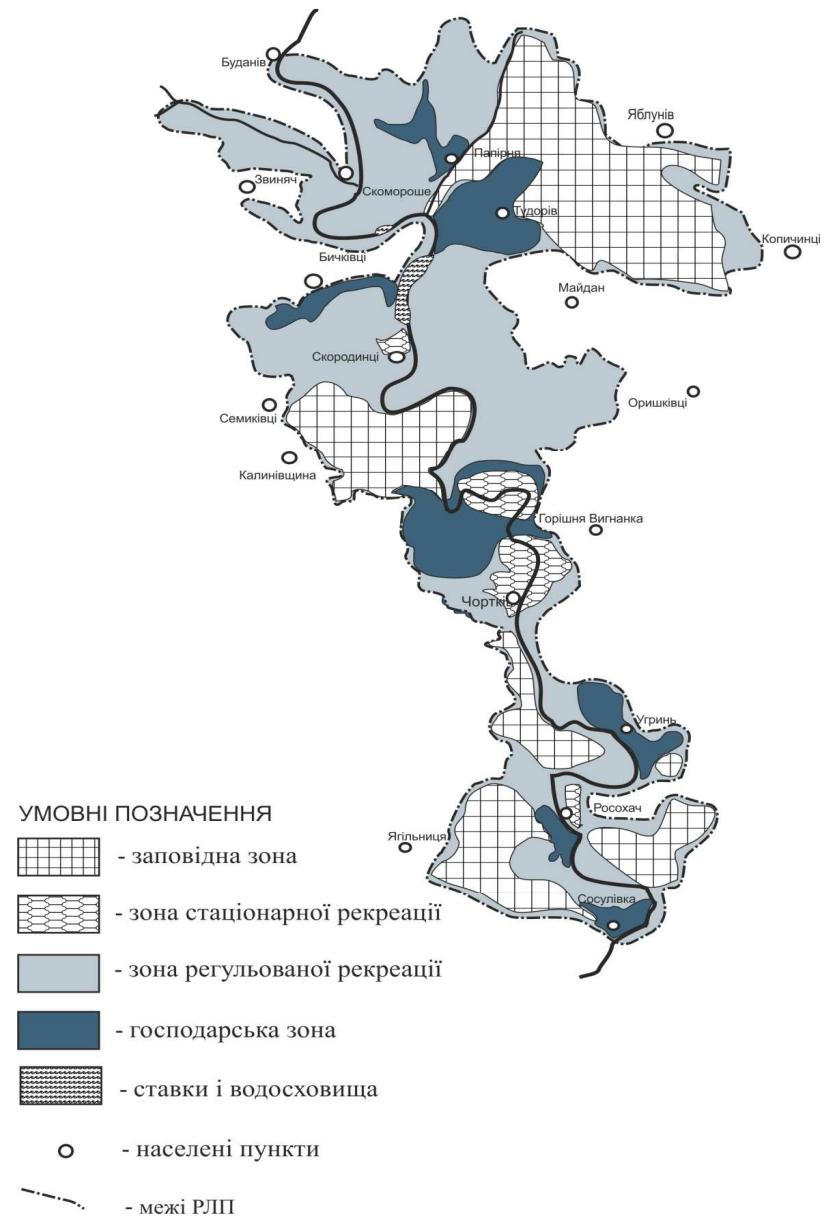 Буданів
Яблунів
Папірня
Звиняч
Скомороше
Тудорів
Копичинці
Бичківці
Майдан
Скородинці
Оришківці
Семиківці
Калинівщина
Горішня Вигнанка
Чортків
Угринь
УМОВНІ ПОЗНАЧЕННЯ
Росохач
Ягільниця
- заповідна зона
Сосулівка
- зона стаціонарної рекреації
- зона регульованої рекреації
- господарська зона
- ставки і водосховища
- населені пункти
- межі РЛП